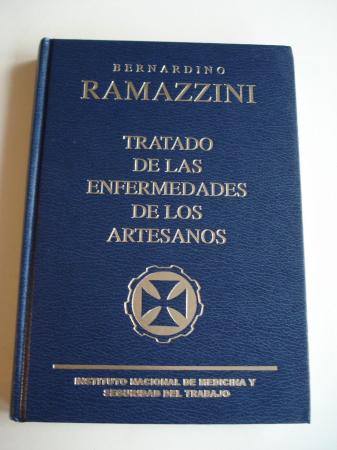 BERNARDINO
RAMAZZINI
TRATADO
DE LAS
ENFERMEDADES
DE LOS
ARTESANOS
INSTITUTO NACIONAL DE MEDICINA Y
SEGURIDAD DEL TRABAJO